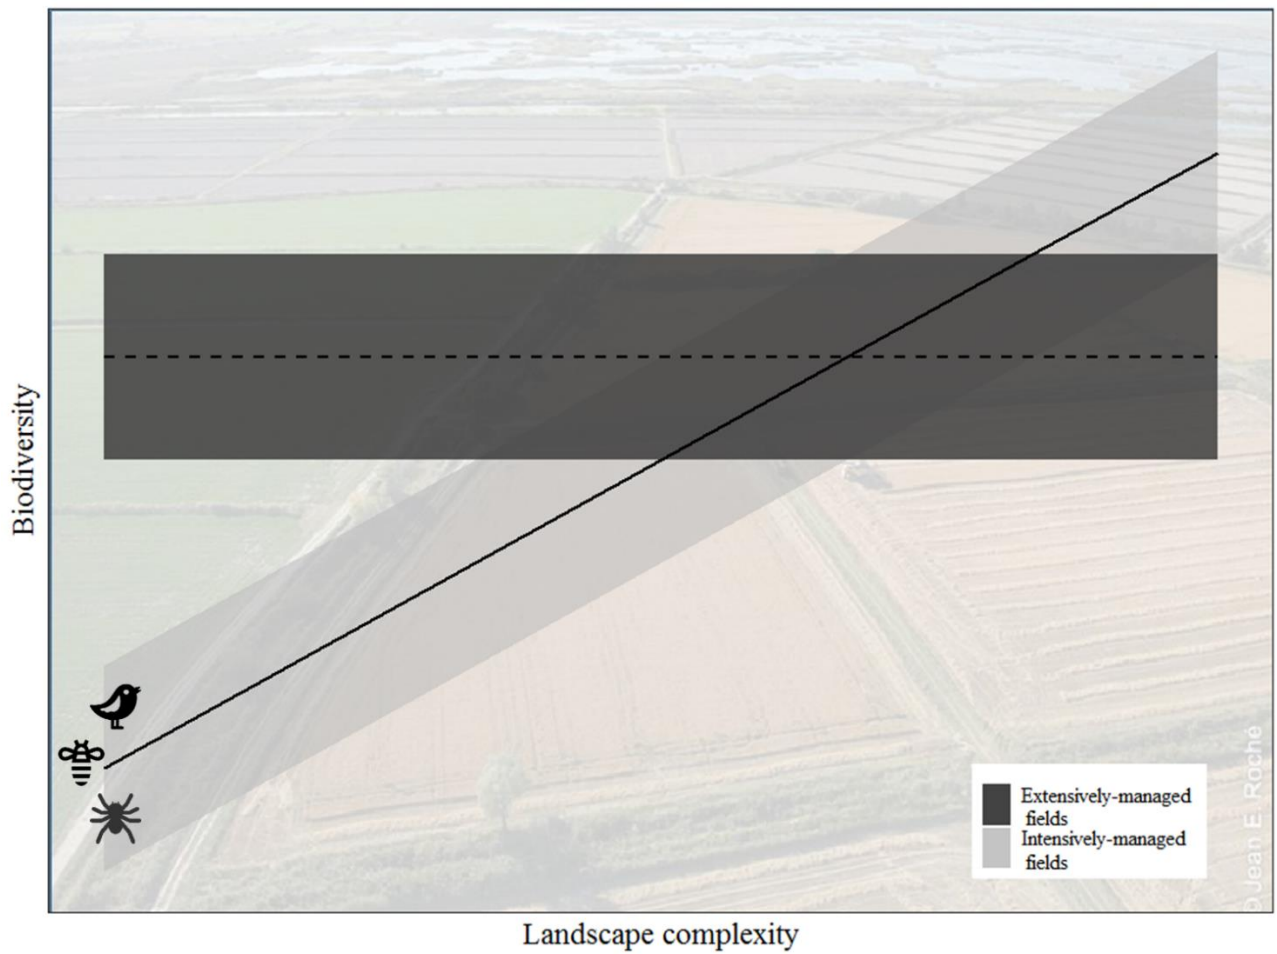 Biodiversity
Extensively-managed
fields
Intensively-managed
fields
© Jean E. Roché
Landscape complexity